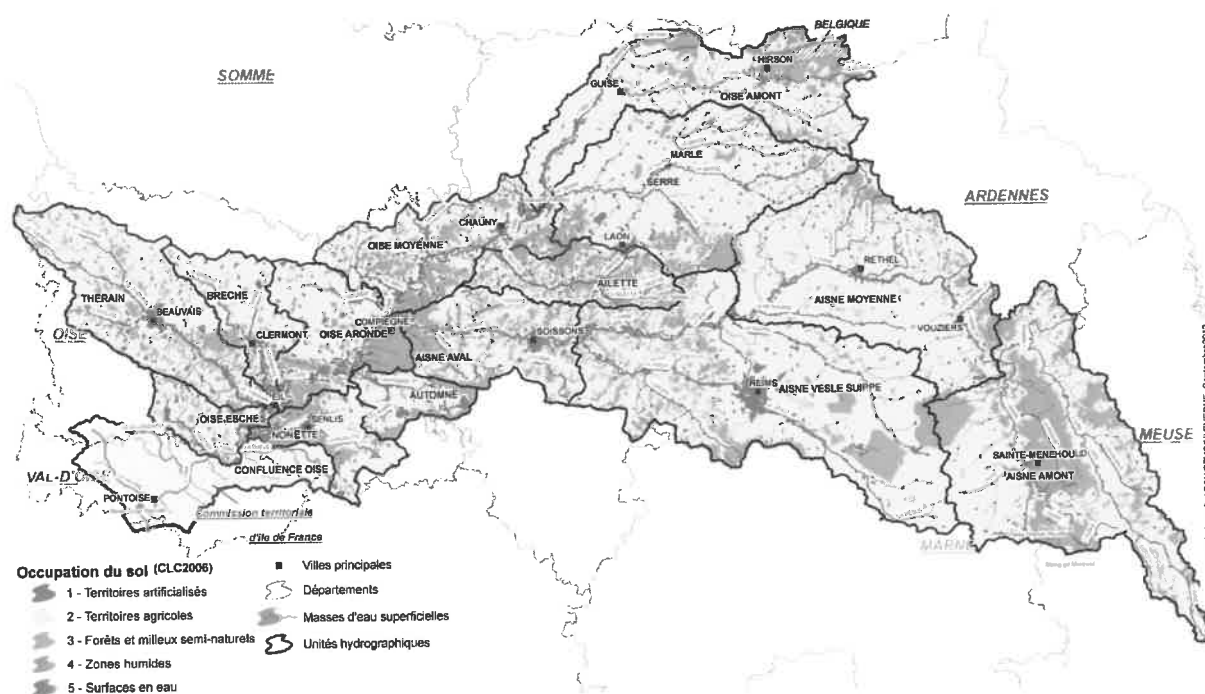 BELGIQUE
SOMME
HIRSON
GUISE
OISE AMONT
MARLE
SERRE
ARDENNES
CHAUNY
OISE MOYENNE
LAON
RETHEL
AILETTE
THERAIN
BRECHE
AISNE MOYENNE
BEAUVAIS
COMPIEGNE
VOUZIERS
OISE
CLERMONT
OISE ARONDE
SOISSONS
AISNE AVAL
REIMS
AISNE VESLE SUIPPE
AUTOMNE
OISE ESCHES
SENLIS
NONETTE
MEUSE
SAINTE-MENEHOULD
AISNE AMONT
CONFLUENCE OISE
VAL-D'OISE
PONTOISE
Commission territoriale
d'Ile de France
MARNE
Occupation du sol (CLC2006)
1 - Territoires artificialisés
2 - Territoires agricoles
3 - Forêts et milieux semi-naturels
4 - Zones humides
5 - Surfaces en eau
Villes principales
Départements
Masses d'eau superficielles
Unités hydrographiques